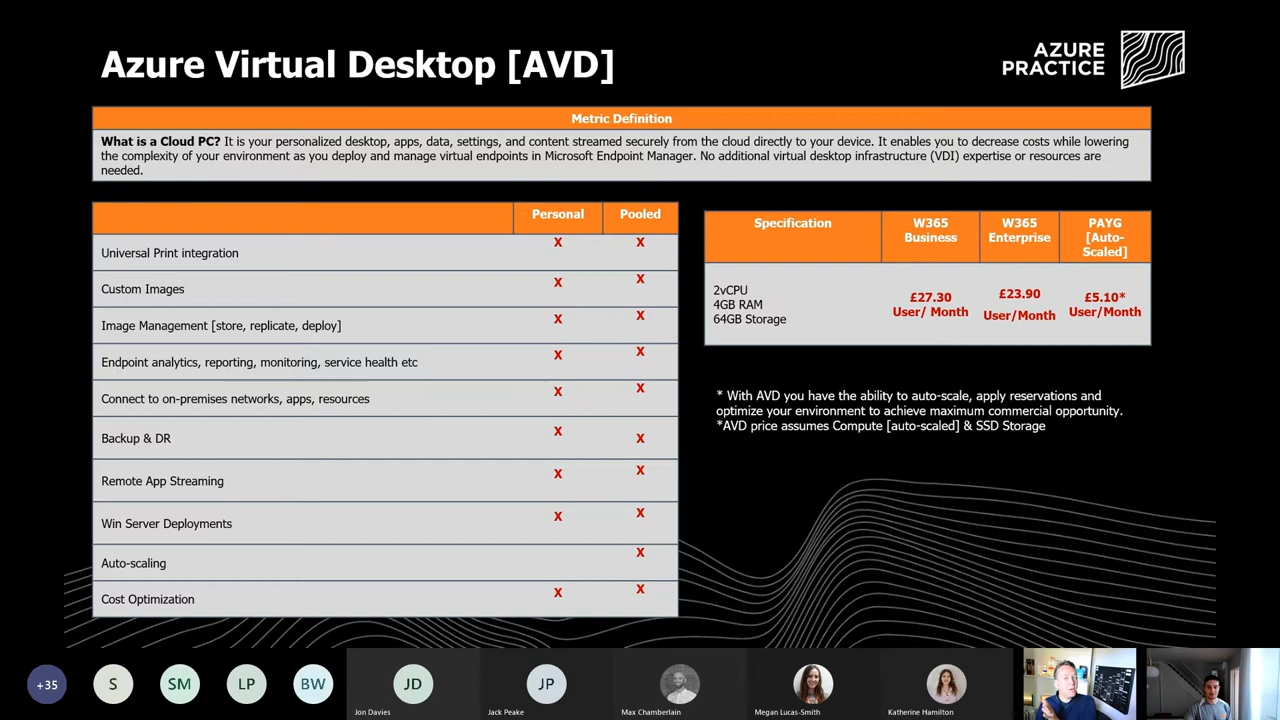 Azure Virtual Desktop [AVD]
AZURE
PRACTICE
Metric Definition
What is a Cloud PC? It is your personalized desktop, apps, data, settings, and content streamed securely from the cloud directly to your device. It enables you to decrease costs while lowering
the complexity of your environment as you deploy and manage virtual endpoints in Microsoft Endpoint Manager. No additional virtual desktop infrastructure (VDI) expertise or resources are
needed.
Personal Pooled
Universal Print integration X X
Custom Images X X
Image Management [store, replicate, deploy] X X
Endpoint analytics, reporting, monitoring, service health etc X X
Connect to on-premises networks, apps, resources X X
Backup & DR X X
Remote App Streaming X X
Win Server Deployments X X
Auto-scaling X
Cost Optimization X X
Specification
W365
Business
W365
Enterprise
PAYG
[Auto-
Scaled]
2vCPU
4GB RAM
64GB Storage
£27.30
User/ Month
£23.90
User/Month
£5.10*
User/Month
* With AVD you have the ability to auto-scale, apply reservations and
optimize your environment to achieve maximum commercial opportunity.
*AVD price assumes Compute [auto-scaled] & SSD Storage
+35
S
SM
LP
BW
JD
Jon Davies
JP
Jack Peake
Max Chamberlain
Megan Lucas-Smith
Katherine Hamilton